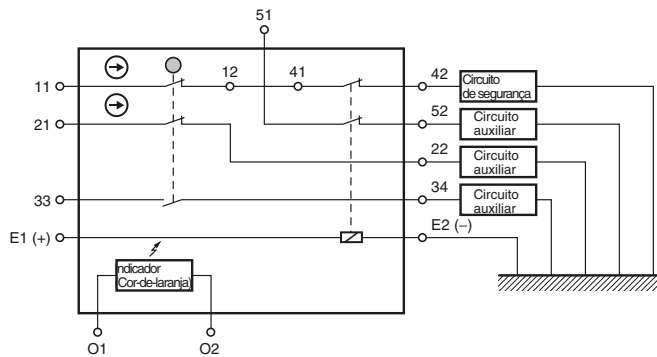 51
11
12
41
42
Circuito
de segurança
21
52
Circuito
auxiliar
22
Circuito
auxiliar
33
34
Circuito
auxiliar
E1 (+)
E2 (–)
ndicador
Cor-de-laranja)
O1
O2